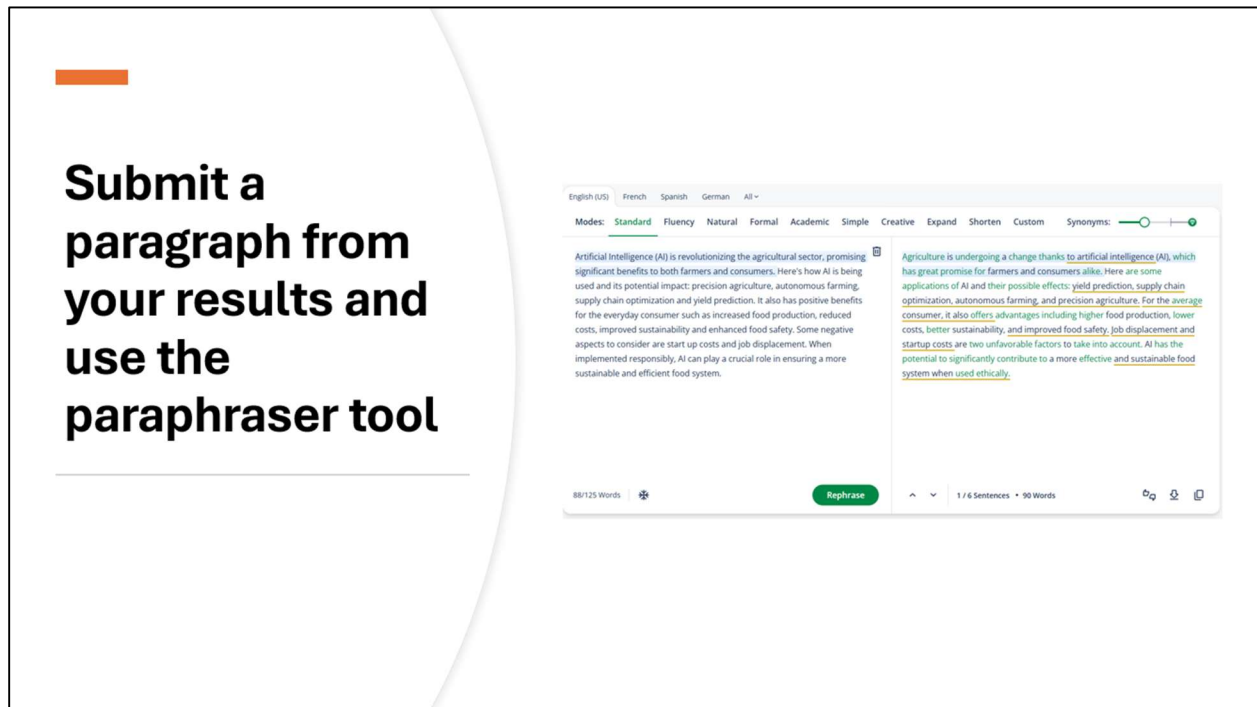 Submit a
paragraph from
your results and
use the
paraphraser tool
English (US) French Spanish German All
Modes: Standard Fluency Natural Formal Academic Simple Creative Expand Shorten Custom Synonyms:
Artificial Intelligence (AI) is revolutionizing the agricultural sector, promising
significant benefits to both farmers and consumers. Here's how AI is being
used and its potential impact: precision agriculture, autonomous farming,
supply chain optimization and yield prediction. It also has positive benefits
for the everyday consumer such as increased food production, reduced
costs, improved sustainability and enhanced food safety. Some negative
aspects to consider are start up costs and job displacement. When
implemented responsibly, AI can play a crucial role in ensuring a more
sustainable and efficient food system.
88/125 Words
Rephrase
Agriculture is undergoing a change thanks to artificial intelligence (AI), which
has great promise for farmers and consumers alike. Here are some
applications of AI and their possible effects: yield prediction, supply chain
optimization, autonomous farming, and precision agriculture. For the average
consumer, it also offers advantages including higher food production, lower
costs, better sustainability, and improved food safety. Job displacement and
startup costs are two unfavorable factors to take into account. AI has the
potential to significantly contribute to a more effective and sustainable food
system when used ethically.
1 / 6 Sentences • 90 Words